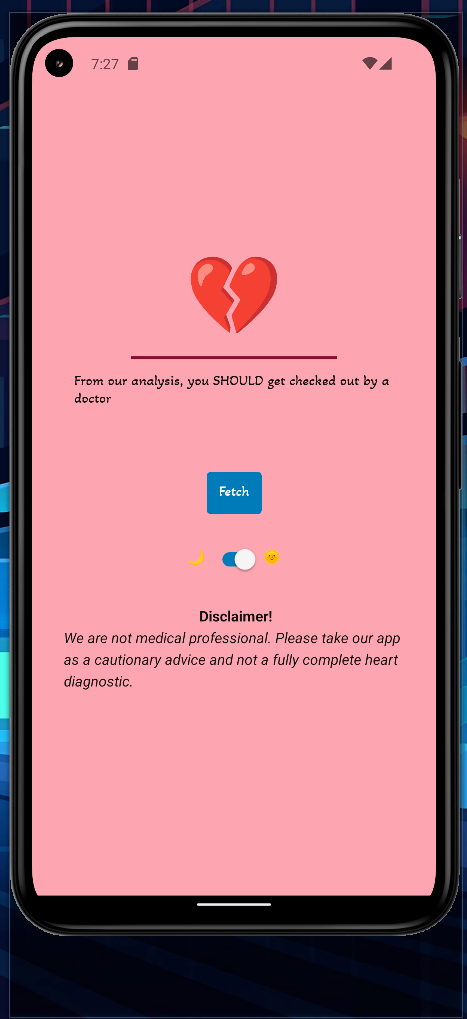 7:27
From our analysis, you SHOULD get checked out by a
doctor
Fetch
Disclaimer!
We are not medical professional. Please take our app
as a cautionary advice and not a fully complete heart
diagnostic.